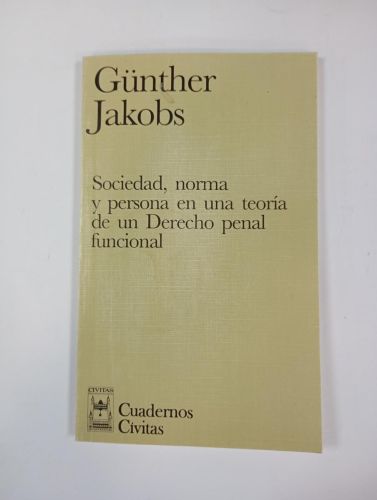 Günther
Jakobs
Sociedad, norma
y persona en una teoría
de un Derecho penal
funcional
CIVITAS
Cuadernos
Civitas